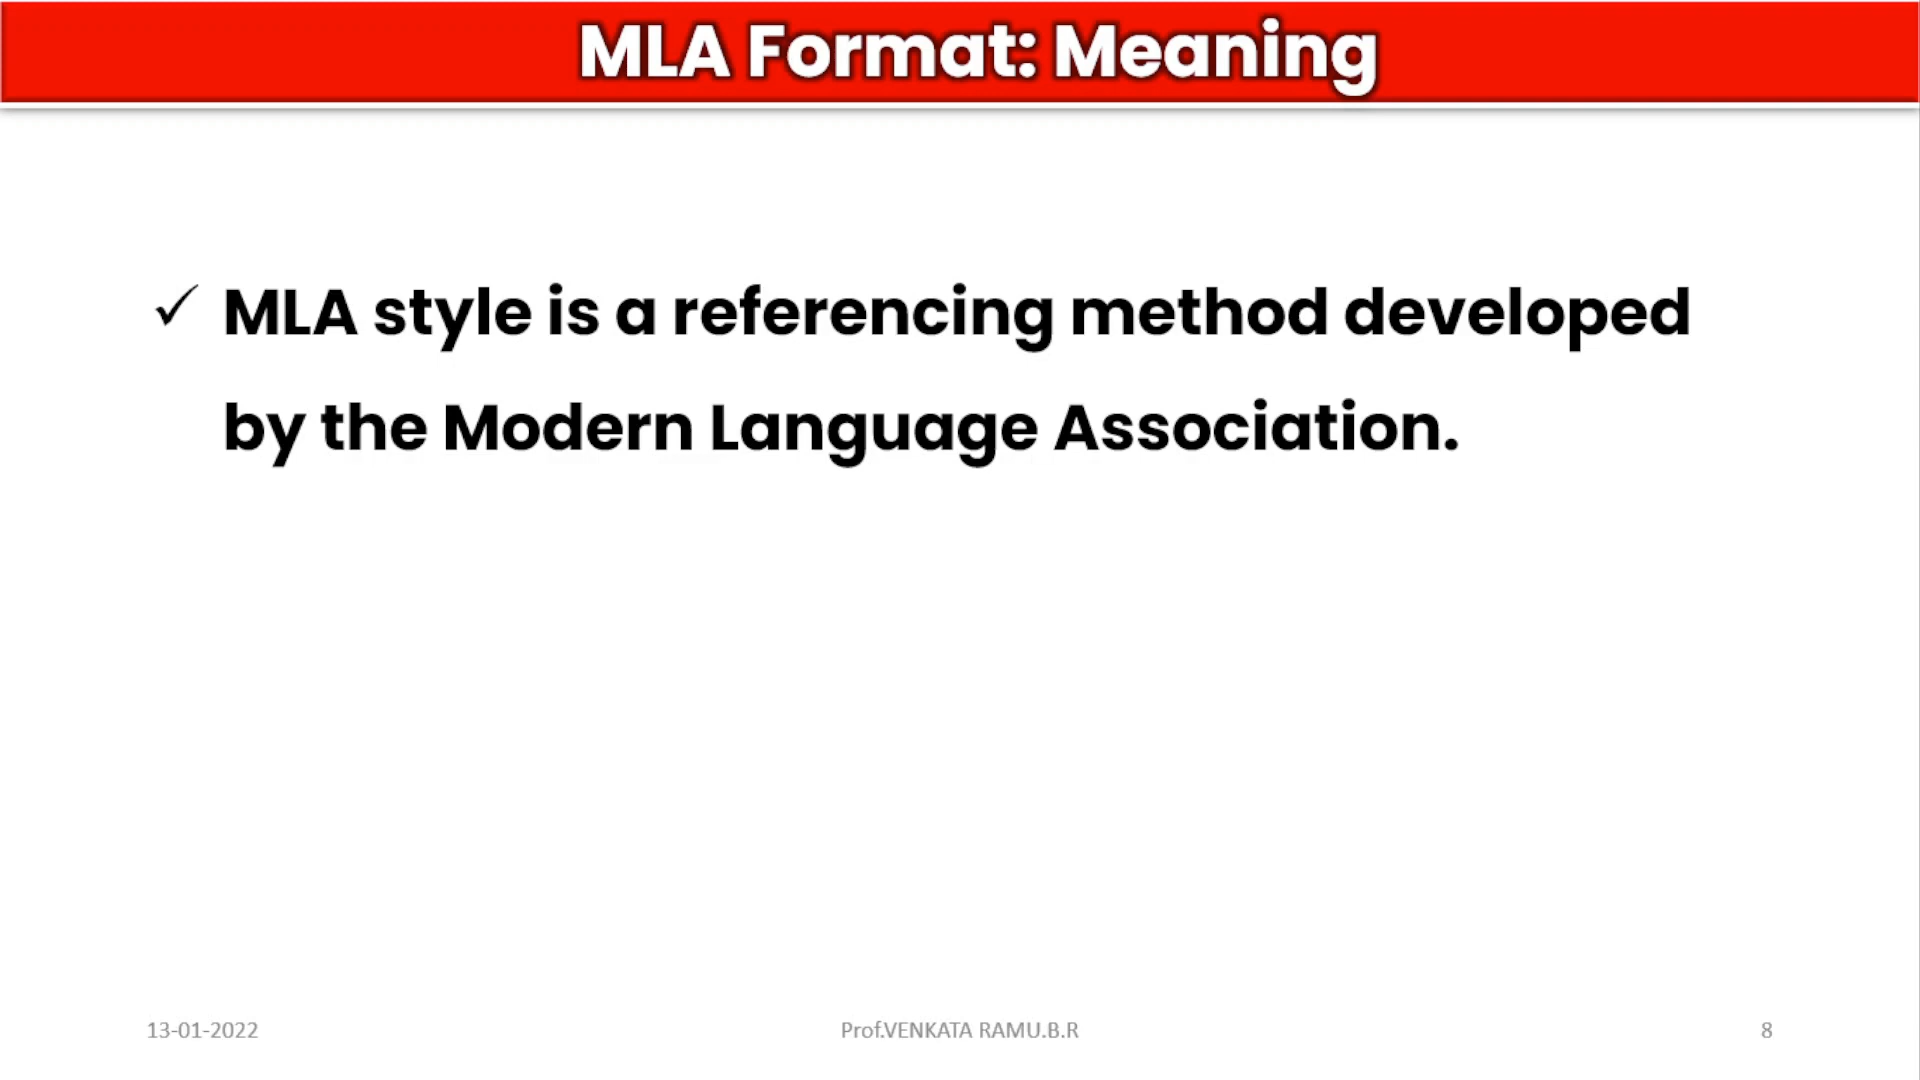 MLA Format: Meaning
✓ MLA style is a referencing method developed
by the Modern Language Association.
13-01-2022 Prof.VENKATA RAMU.B.R 8